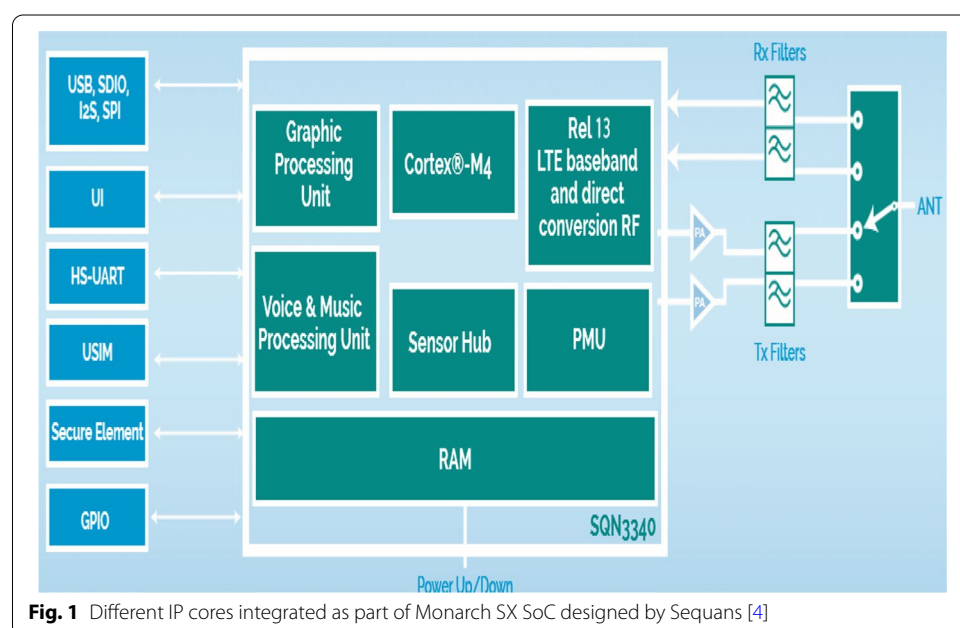 USB, SDIO,
I2S, SPI
UI
HS-UART
USIM
Secure Element
GPIO
Graphic
Processing
Unit
Cortex®-M4
Rel 13
LTE baseband
and direct
conversion RF
Voice & Music
Processing Unit
Sensor Hub
PMU
RAM
SQN3340
Power Up/Down
Rx Filters
PA
PA
Tx Filters
ANT
Fig. 1 Different IP cores integrated as part of Monarch SX SoC designed by Sequans [4]